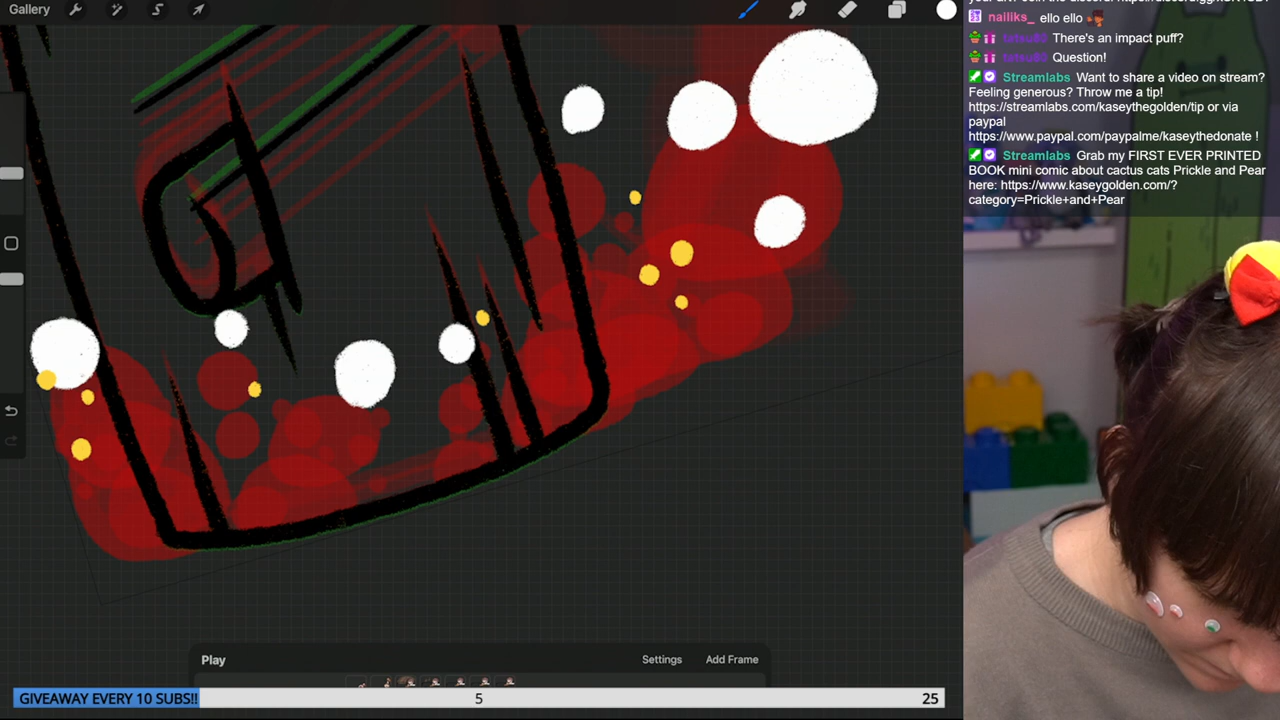 Gallery
nalliks_ ello ello
tatsu80 There's an impact puff?
tatsu80 Question!
Streamlabs Want to share a video on stream?
Feeling generous? Throw me a tip!
https://streamlabs.com/kaseythegolden/tip or via
paypal
https://www.paypal.com/paypalme/kaseythedonate !
Streamlabs Grab my FIRST EVER PRINTED
BOOK mini comic about cactus cats Prickle and Pear
here: https://www.kaseygolden.com/?
category=Prickle+and+Pear
Play
Settings
Add Frame
GIVEAWAY EVERY 10 SUBS!!
5
25